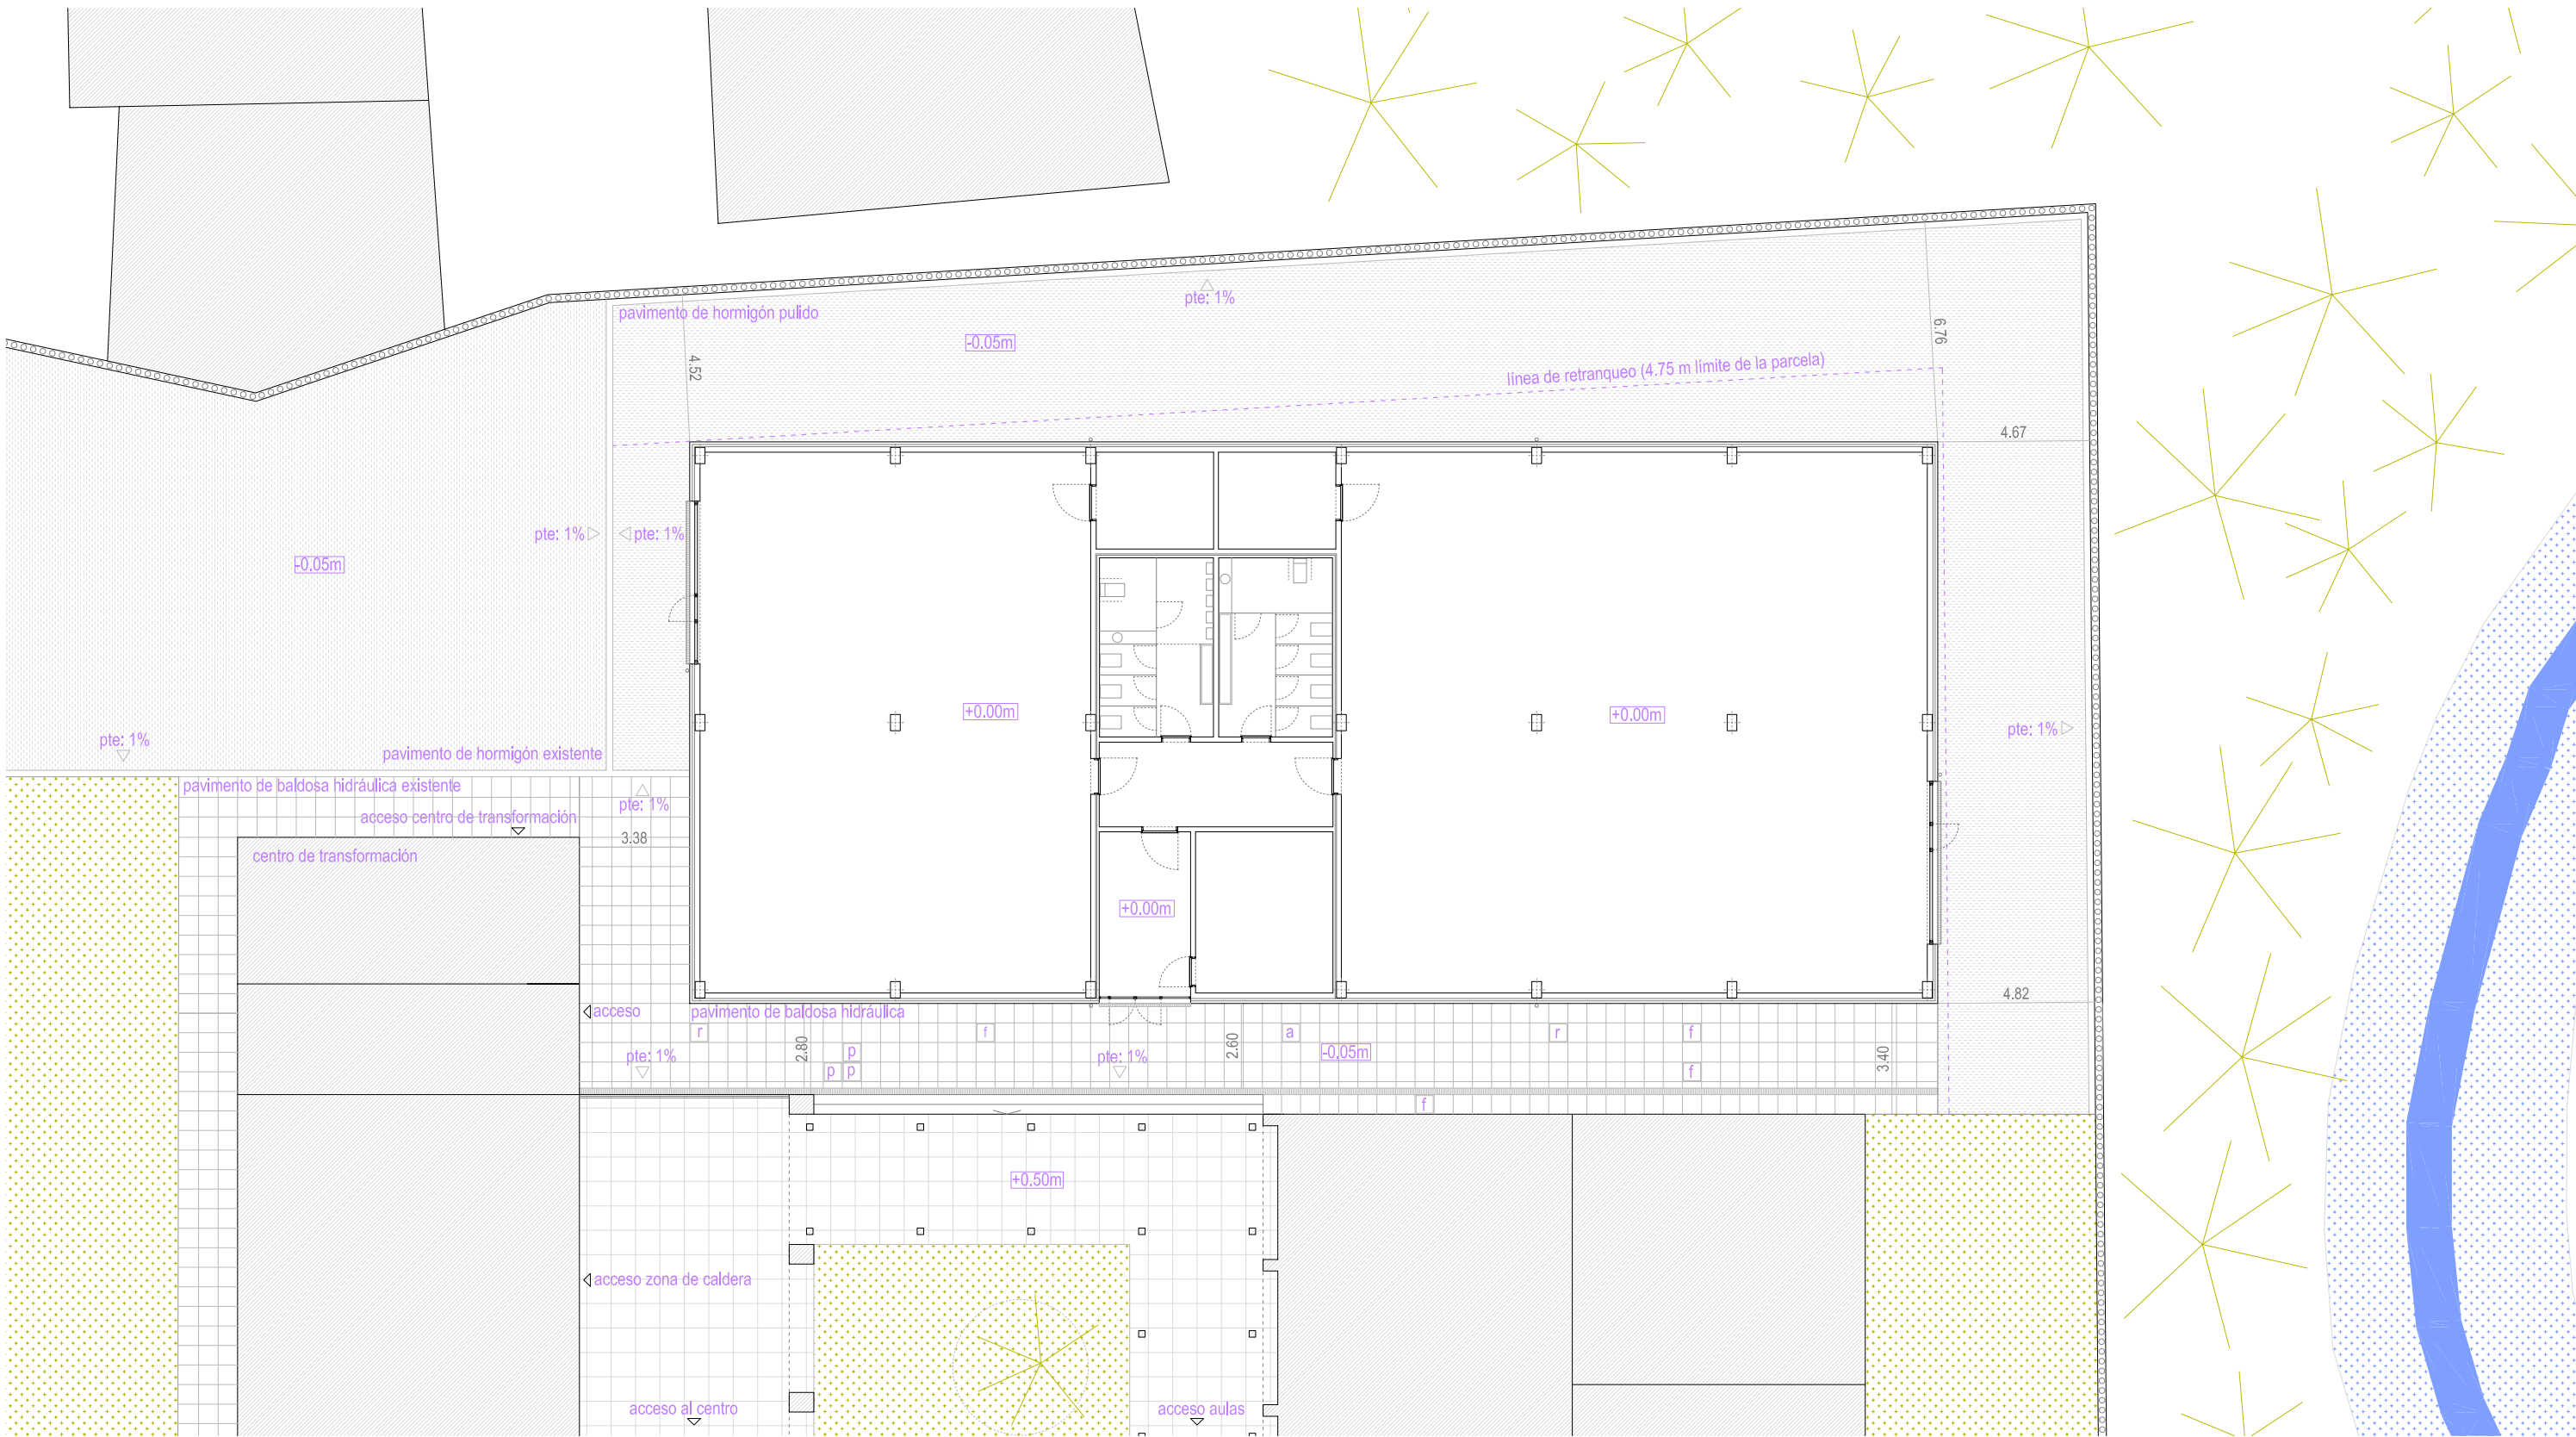 pte: 1%
pavimento de hormigón pulido
-0.05m
6.76
4.52
línea de retranqueo (4.75 m límite de la parcela)
4.67
pte: 1%
pte: 1%
-0.05m
+0.00m
+0.00m
pte: 1%
pte: 1%
pavimento de hormigón existente
pavimento de baldosa hidráulica existente
pte: 1%
acceso centro de transformación
3.38
centro de transformación
+0.00m
4.82
acceso
pavimento de baldosa hidráulica
r
f
a
r
f
2.80
p
pte: 1%
pte: 1%
2.60
-0.05m
3.40
p
p
f
f
+0.50m
acceso zona de caldera
acceso al centro
acceso aulas